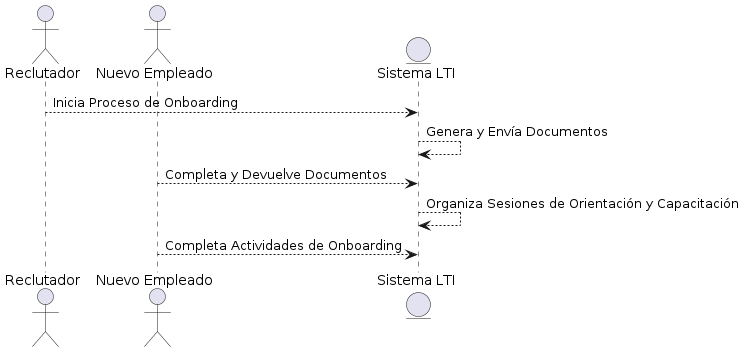 Reclutador
Nuevo Empleado
Sistema LTI
Inicia Proceso de Onboarding
Genera y Envía Documentos
Completa y Devuelve Documentos
Organiza Sesiones de Orientación y Capacitación
Completa Actividades de Onboarding
Reclutador
Nuevo Empleado
Sistema LTI